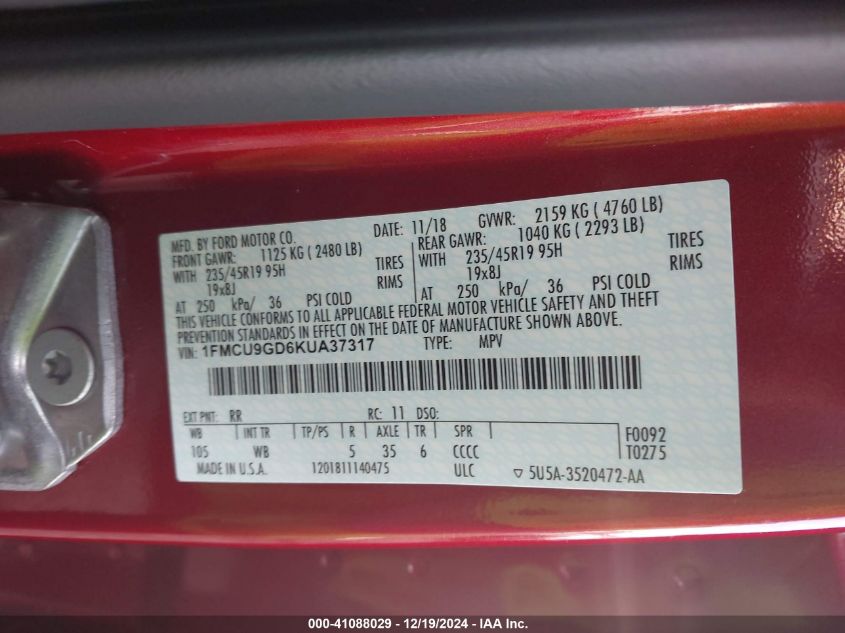 MFD. BY FORD MOTOR CO. DATE: 11/18 GVWR: 2159 KG ( 4760 LB)
FRONT GAWR: 1125 KG ( 2480 LB) REAR GAWR: 1040 KG ( 2293 LB)
WITH 235/45R19 95H TIRES WITH 235/45R19 95H TIRES
19x8J RIMS 19x8J RIMS
AT 250 kPa/ 36 PSI COLD AT 250 kPa/ 36 PSI COLD
THIS VEHICLE CONFORMS TO ALL APPLICABLE FEDERAL MOTOR VEHICLE SAFETY AND THEFT
PREVENTION STANDARDS IN EFFECT ON THE DATE OF MANUFACTURE SHOWN ABOVE.
VIN: 1FMCU9GD6KUA37317 TYPE: MPV
EXT PNT: RR RC: 11 DSO:
WB INT TR TP/PS R AXLE TR SPR F0092
105 WB 5 35 6 CCCC T0275
MADE IN U.S.A. 1201811140475 ULC ▽ 5U5A-3520472-AA
000-41088029 - 12/19/2024 - IAA Inc.